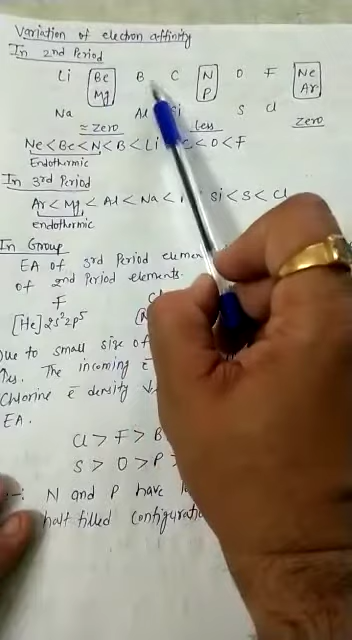 Variation of electron affinity
In 2nd Period
Li Be B C N O F Ne
Na Mg Al Si P S Cl Ar
≈ Zero Less Zero
Ne < Be < N < B < Li < C < O < F
Endothermic
In 3rd Period
Ar < Mg < Al < Na < Si < S < Cl
endothermic
In Group
EA of 3rd Period
of 2nd Period elements.
F
[He] 2s² 2p⁵
Due to small size of
The incoming e⁻
Chlorine e⁻ density
EA.
Cl > F > B
S > O > P >
N and P have
half filled